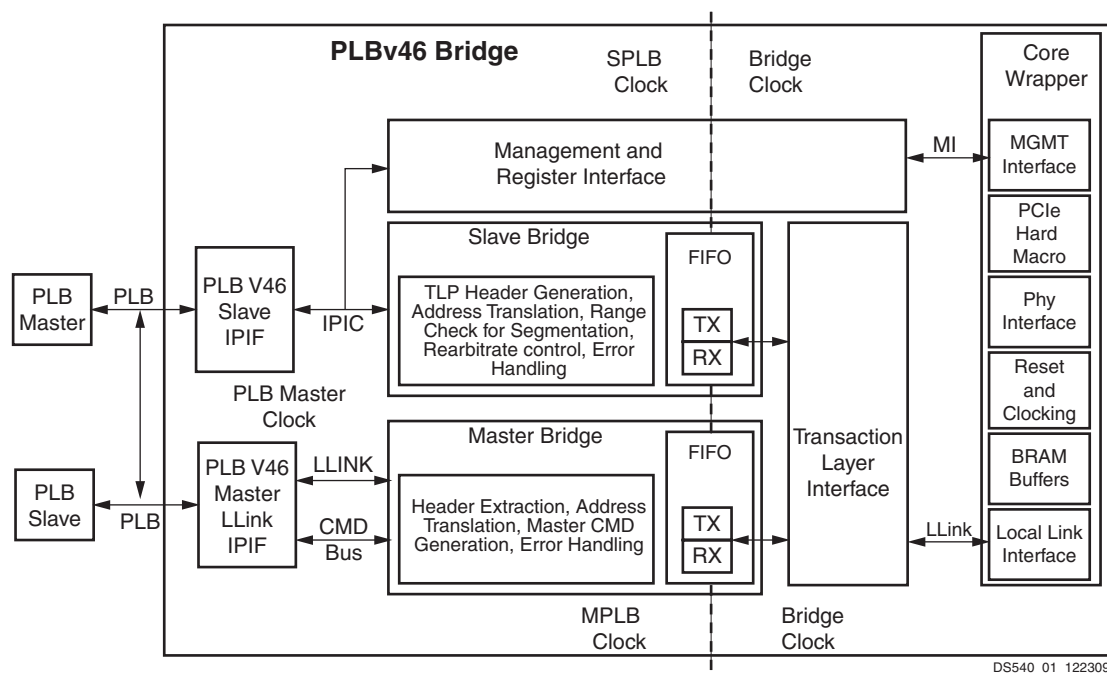 PLBv46 Bridge
SPLB
Clock
Bridge
Clock
Core
Wrapper
Management and
Register Interface
MI
MGMT
Interface
PCIe
Hard
Macro
Phy
Interface
Reset
and
Clocking
BRAM
Buffers
Local Link
Interface
Slave Bridge
FIFO
TLP Header Generation,
Address Translation, Range
Check for Segmentation,
Rearbitrate control, Error
Handling
TX
RX
PLB
Master
PLB
PLB V46
Slave
IPIF
IPIC
PLB Master
Clock
Master Bridge
FIFO
Transaction
Layer
Interface
PLB
Slave
PLB
PLB V46
Master
LLink
IPIF
LLINK
CMD
Bus
Header Extraction, Address
Translation, Master CMD
Generation, Error Handling
TX
RX
LLink
MPLB
Clock
Bridge
Clock
DS540_01_122309